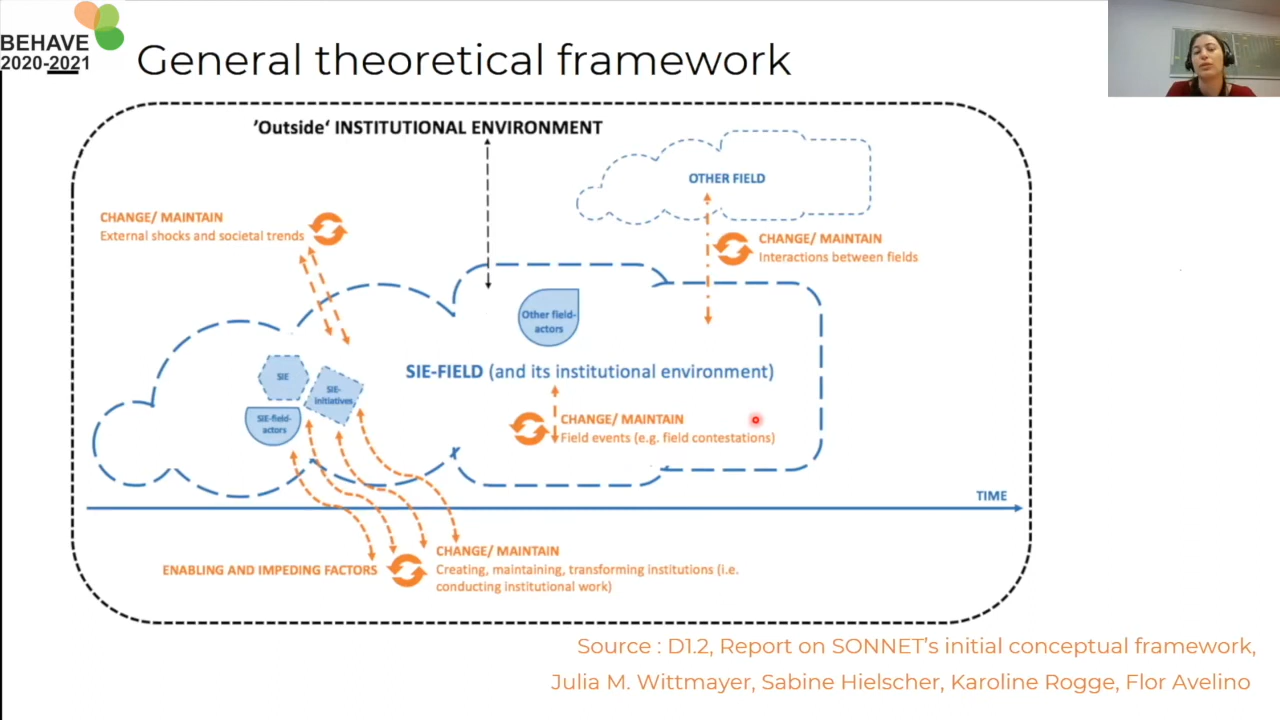 BEHAVE
2020-2021
General theoretical framework
’Outside‘ INSTITUTIONAL ENVIRONMENT
OTHER FIELD
CHANGE/ MAINTAIN
External shocks and societal trends
CHANGE/ MAINTAIN
Interactions between fields
Other field-
actors
SIE-FIELD (and its institutional environment)
SIE
SIE-
initiatives
SIE-field-
actors
CHANGE/ MAINTAIN
Field events (e.g. field contestations)
TIME
ENABLING AND IMPEDING FACTORS
CHANGE/ MAINTAIN
Creating, maintaining, transforming institutions (i.e.
conducting institutional work)
Source : D1.2, Report on SONNET’s initial conceptual framework,
Julia M. Wittmayer, Sabine Hielscher, Karoline Rogge, Flor Avelino